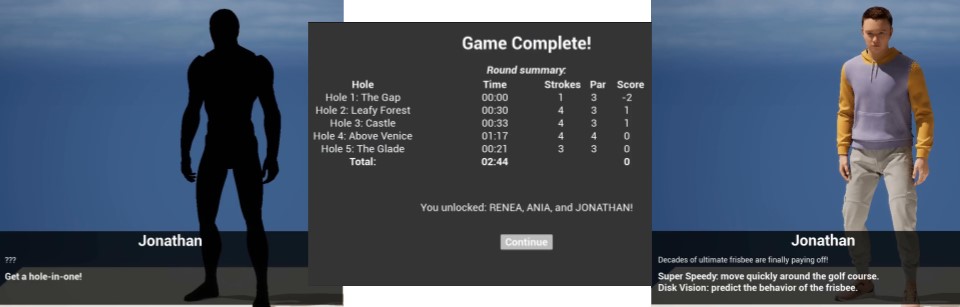 Jonathan
???
Get a hole-in-one!
Game Complete!
Round summary:
Hole Time Strokes Par Score
Hole 1: The Gap 00:00 1 3 -2
Hole 2: Leafy Forest 00:30 4 3 1
Hole 3: Castle 00:33 4 3 1
Hole 4: Above Venice 01:17 4 4 0
Hole 5: The Glade 00:21 3 3 0
Total: 02:44 0
You unlocked: RENEA, ANIA, and JONATHAN!
Continue
Jonathan
Decades of ultimate frisbee are finally paying off!
Super Speedy: move quickly around the golf course.
Disk Vision: predict the behavior of the frisbee.